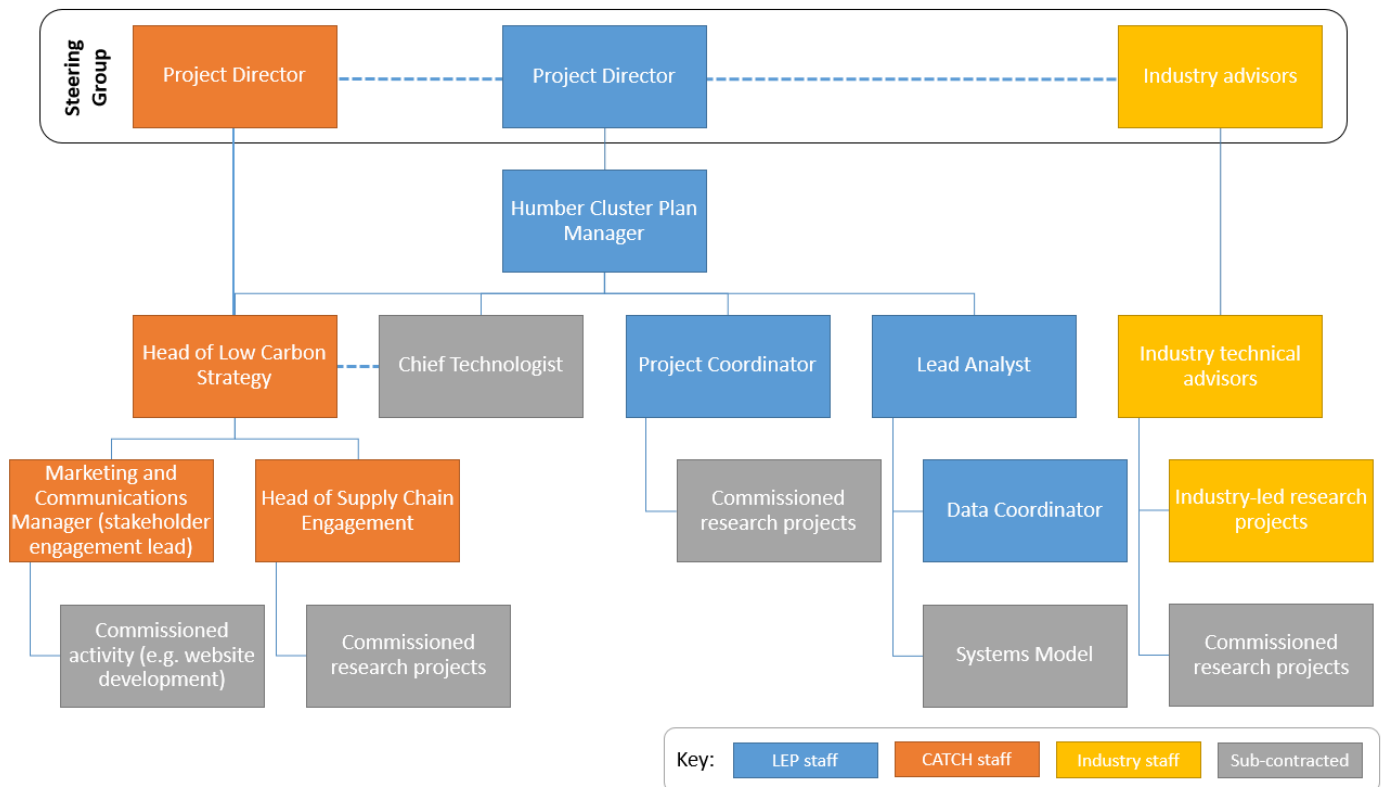 Steering
Group
Project Director
Project Director
Industry advisors
Humber Cluster Plan
Manager
Head of Low Carbon
Strategy
Chief Technologist
Project Coordinator
Lead Analyst
Industry technical
advisors
Marketing and
Communications
Manager (stakeholder
engagement lead)
Head of Supply Chain
Engagement
Commissioned
research projects
Data Coordinator
Industry-led research
projects
Commissioned
activity (e.g. website
development)
Commissioned
research projects
Systems Model
Commissioned
research projects
Key:
LEP staff
CATCH staff
Industry staff
Sub-contracted